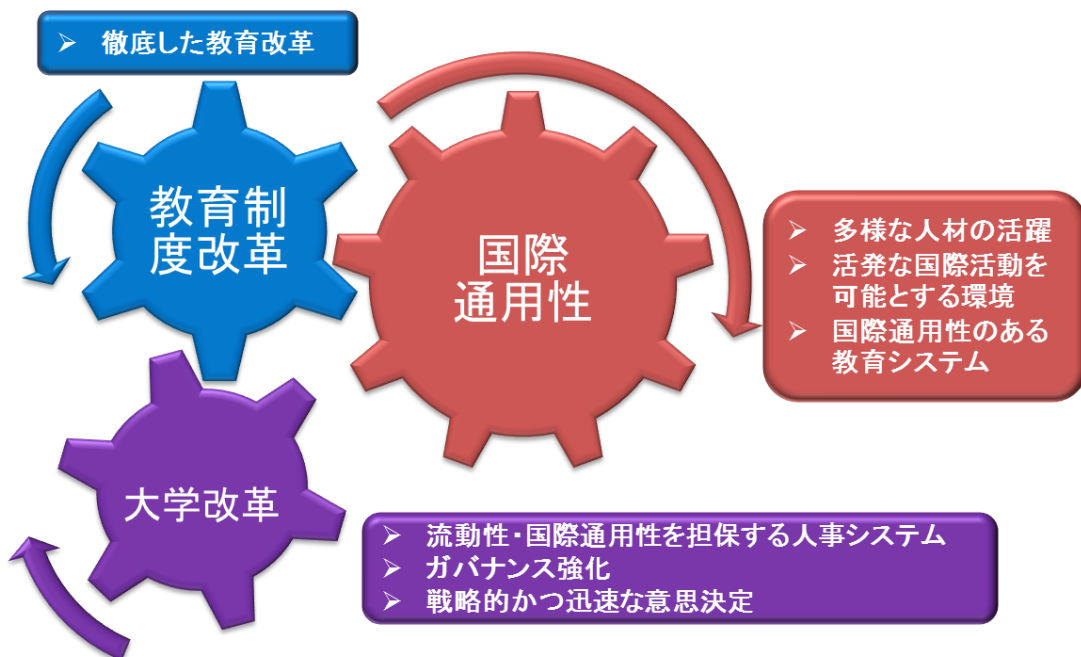 ➢ 徹底した教育改革
教育制
度改革
国際
通用性
➢ 多様な人材の活躍
➢ 活発な国際活動を
可能とする環境
➢ 国際通用性のある
教育システム
大学改革
➢ 流動性・国際通用性を担保する人事システム
➢ ガバナンス強化
➢ 戦略的かつ迅速な意思決定